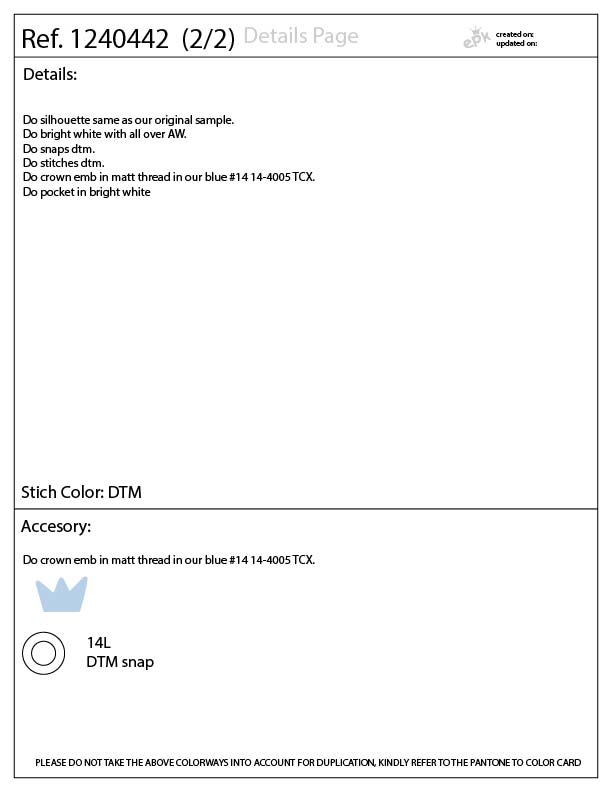 Ref. 1240442 (2/2) Details Page
epk
created on:
updated on:
Details:
Do silhouette same as our original sample.
Do bright white with all over AW.
Do snaps dtm.
Do stitches dtm.
Do crown emb in matt thread in our blue #14 14-4005 TCX.
Do pocket in bright white
Stich Color: DTM
Accesory:
Do crown emb in matt thread in our blue #14 14-4005 TCX.
14L
DTM snap
PLEASE DO NOT TAKE THE ABOVE COLORWAYS INTO ACCOUNT FOR DUPLICATION, KINDLY REFER TO THE PANTONE TO COLOR CARD